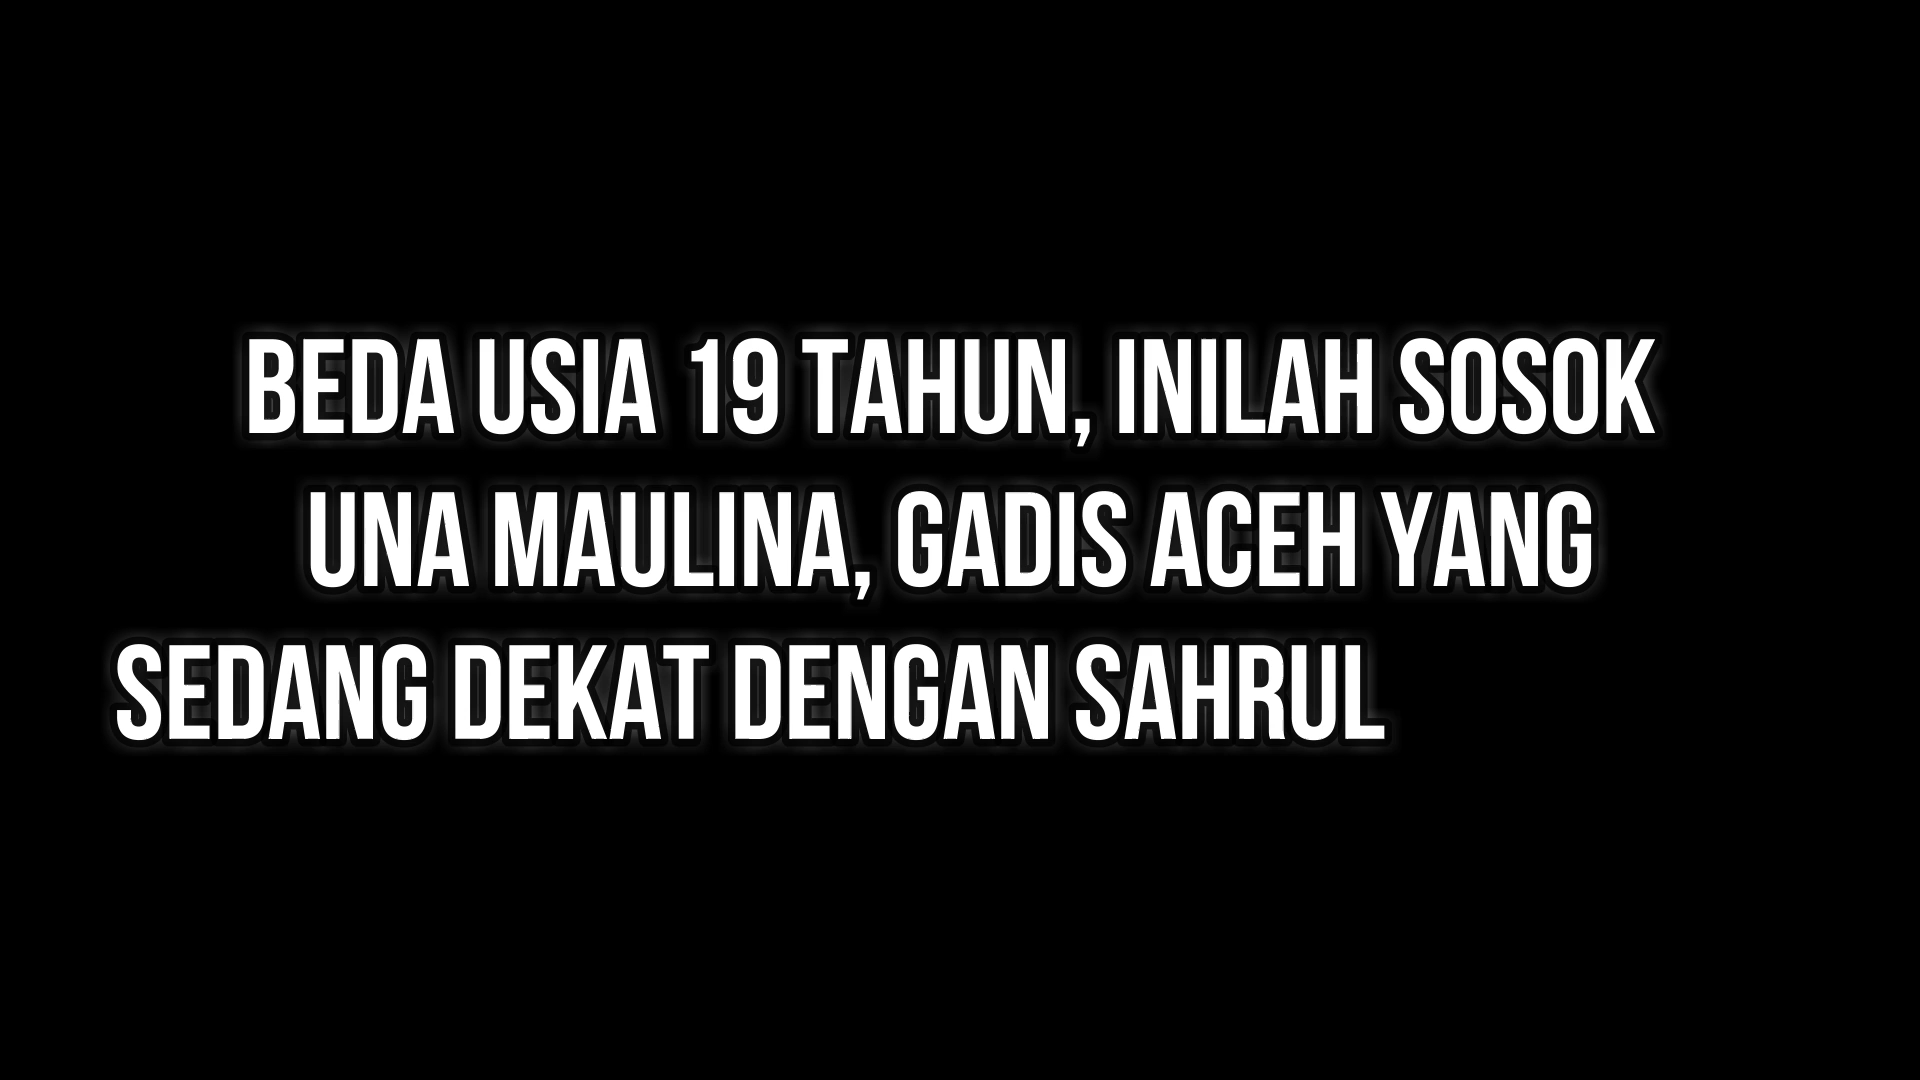 BEDA USIA 19 TAHUN, INILAH SOSOK
UNA MAULINA, GADIS ACEH YANG
SEDANG DEKAT DENGAN SAHRUL